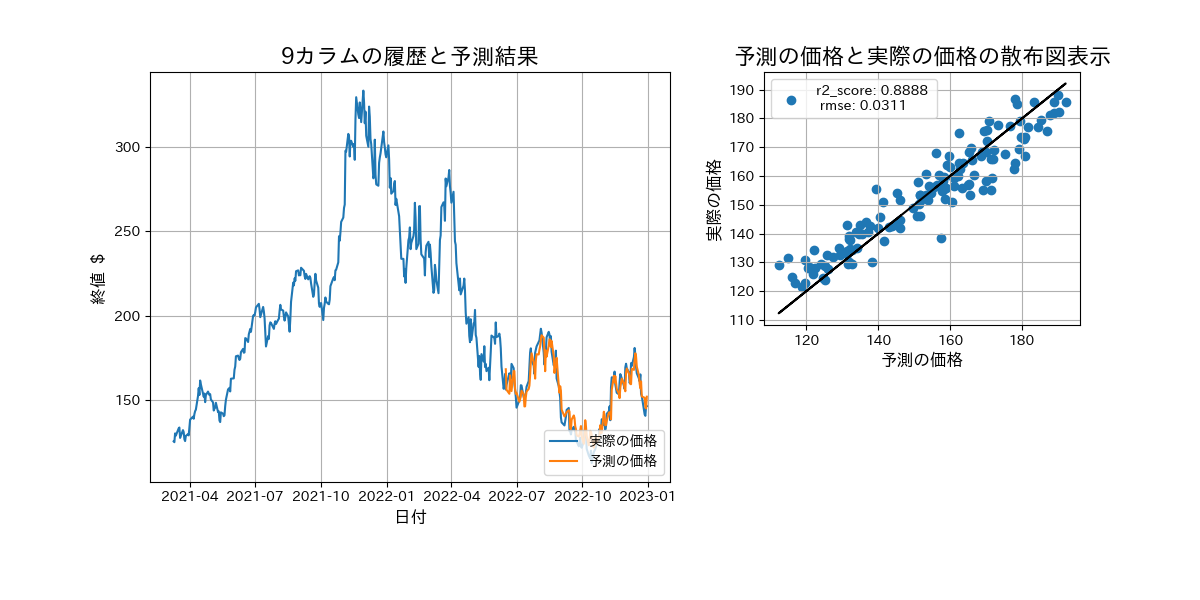 9カラムの履歴と予測結果
終値 $
300
250
200
150
2021-04 2021-07 2021-10 2022-01 2022-04 2022-07 2022-10 2023-01
日付
実際の価格
予測の価格
予測の価格と実際の価格の散布図表示
実際の価格
190
180
170
160
150
140
130
120
110
r2_score: 0.8888
rmse: 0.0311
120 140 160 180
予測の価格